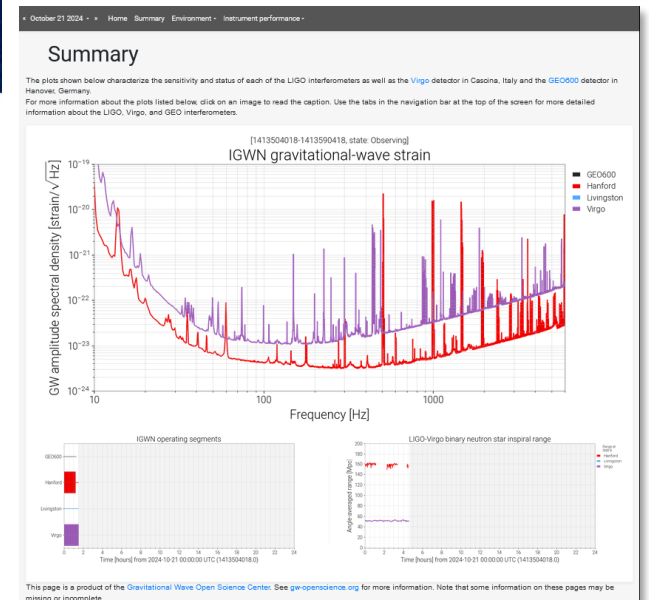 « October 21 2024 - » Home Summary Environment - Instrument performance -
Summary
The plots shown below characterize the sensitivity and status of each of the LIGO interferometers as well as the Virgo detector in Cascina, Italy and the GEO600 detector in
Hanover, Germany.
For more information about the plots listed below, click on an image to read the caption. Use the tabs in the navigation bar at the top of the screen for more detailed
information about the LIGO, Virgo, and GEO interferometers.
[1413504018-1413590418, state: Observing]
IGWN gravitational-wave strain
GW amplitude spectral density [strain/√Hz]
10⁻¹⁹
10⁻²⁰
10⁻²¹
10⁻²²
10⁻²³
10⁻²⁴
10 100 1000
Frequency [Hz]
GEO600
Hanford
Livingston
Virgo
IGWN operating segments
GEO600
Hanford
Livingston
Virgo
0 2 4 6 8 10 12 14 16 18 20 22 24
Time [hours] from 2024-10-21 00:00:00 UTC (1413504018.0)
LIGO-Virgo binary neutron star inspiral range
Angle-averaged range [Mpc]
200
180
160
140
120
100
80
60
40
20
0
0 2 4 6 8 10 12 14 16 18 20 22 24
Time [hours] from 2024-10-21 00:00:00 UTC (1413504018.0)
Hanford
Livingston
Virgo
This page is a product of the Gravitational Wave Open Science Center. See gw-openscience.org for more information. Note that some information on these pages may be
missing or incomplete.